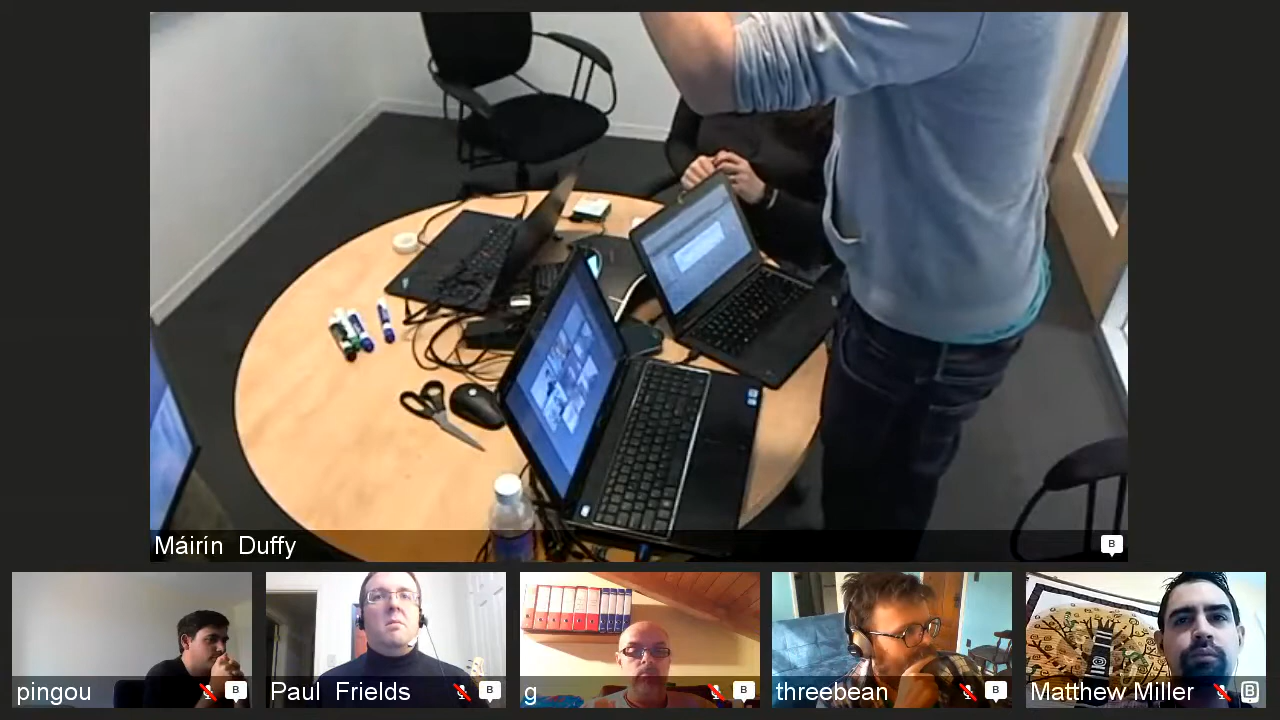 Máirín Duffy
B
pingou
B
Paul Frields
B
g
B
threebean
B
Matthew Miller
B